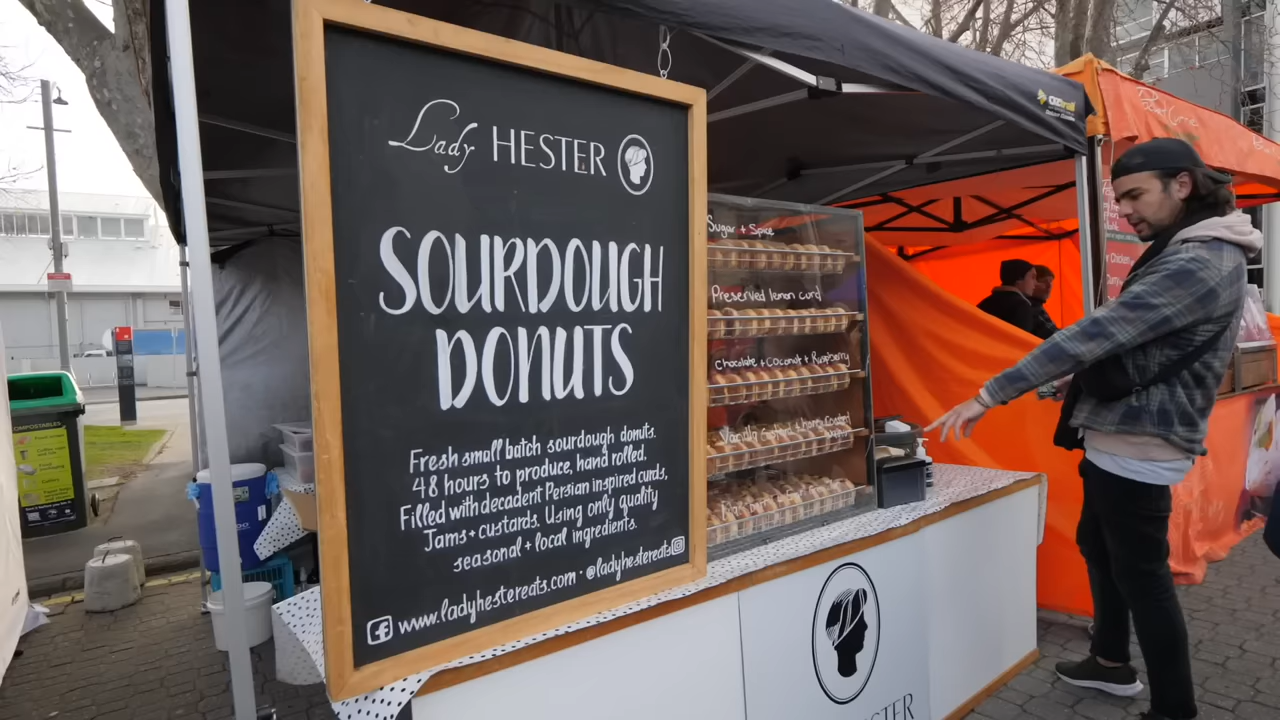 Lady HESTER
SOURDOUGH
DONUTS
Fresh small batch sourdough donuts.
48 hours to produce, hand rolled.
Filled with decadent Persian inspired curds,
Jams + custards. Using only quality
seasonal + local ingredients.
www.ladyhestereats.com · @ladyhestereats
Sugar + Spice
Preserved lemon curd
Chocolate + Coconut + Raspberry
OZtrail
Chicken
COMPOSTABLES